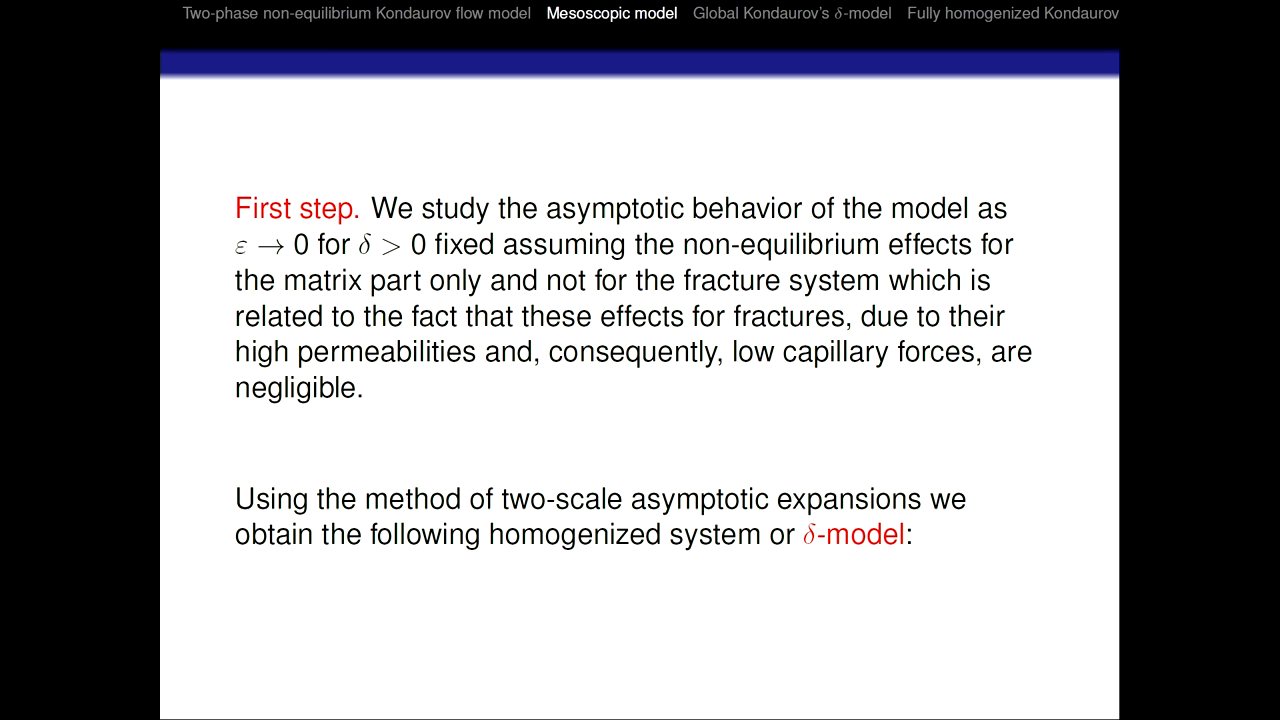 Two-phase non-equilibrium Kondaurov flow model Mesoscopic model Global Kondaurov's δ-model Fully homogenized Kondaurov
First step. We study the asymptotic behavior of the model as
ε → 0 for δ > 0 fixed assuming the non-equilibrium effects for
the matrix part only and not for the fracture system which is
related to the fact that these effects for fractures, due to their
high permeabilities and, consequently, low capillary forces, are
negligible.
Using the method of two-scale asymptotic expansions we
obtain the following homogenized system or δ-model: